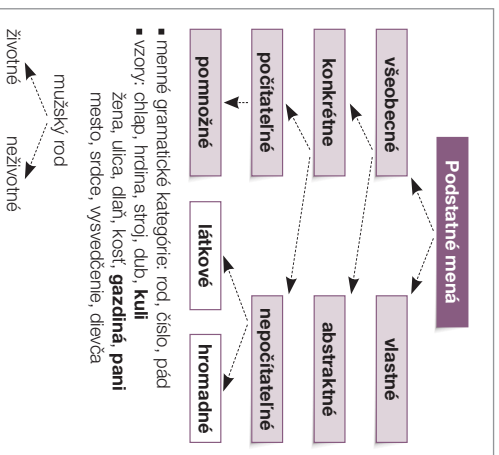 Podstatné mená
všeobecné
vlastné
konkrétne
abstraktné
počítateľné
nepočítateľné
pomnožné
látkové
hromadné
▪ menné gramatické kategórie: rod, číslo, pád
▪ vzory: chlap, hrdina, stroj, dub, kuli
žena, ulica, dlaň, kosť, gazdiná, pani
mesto, srdce, vysvedčenie, dievča
mužský rod
životné
neživotné